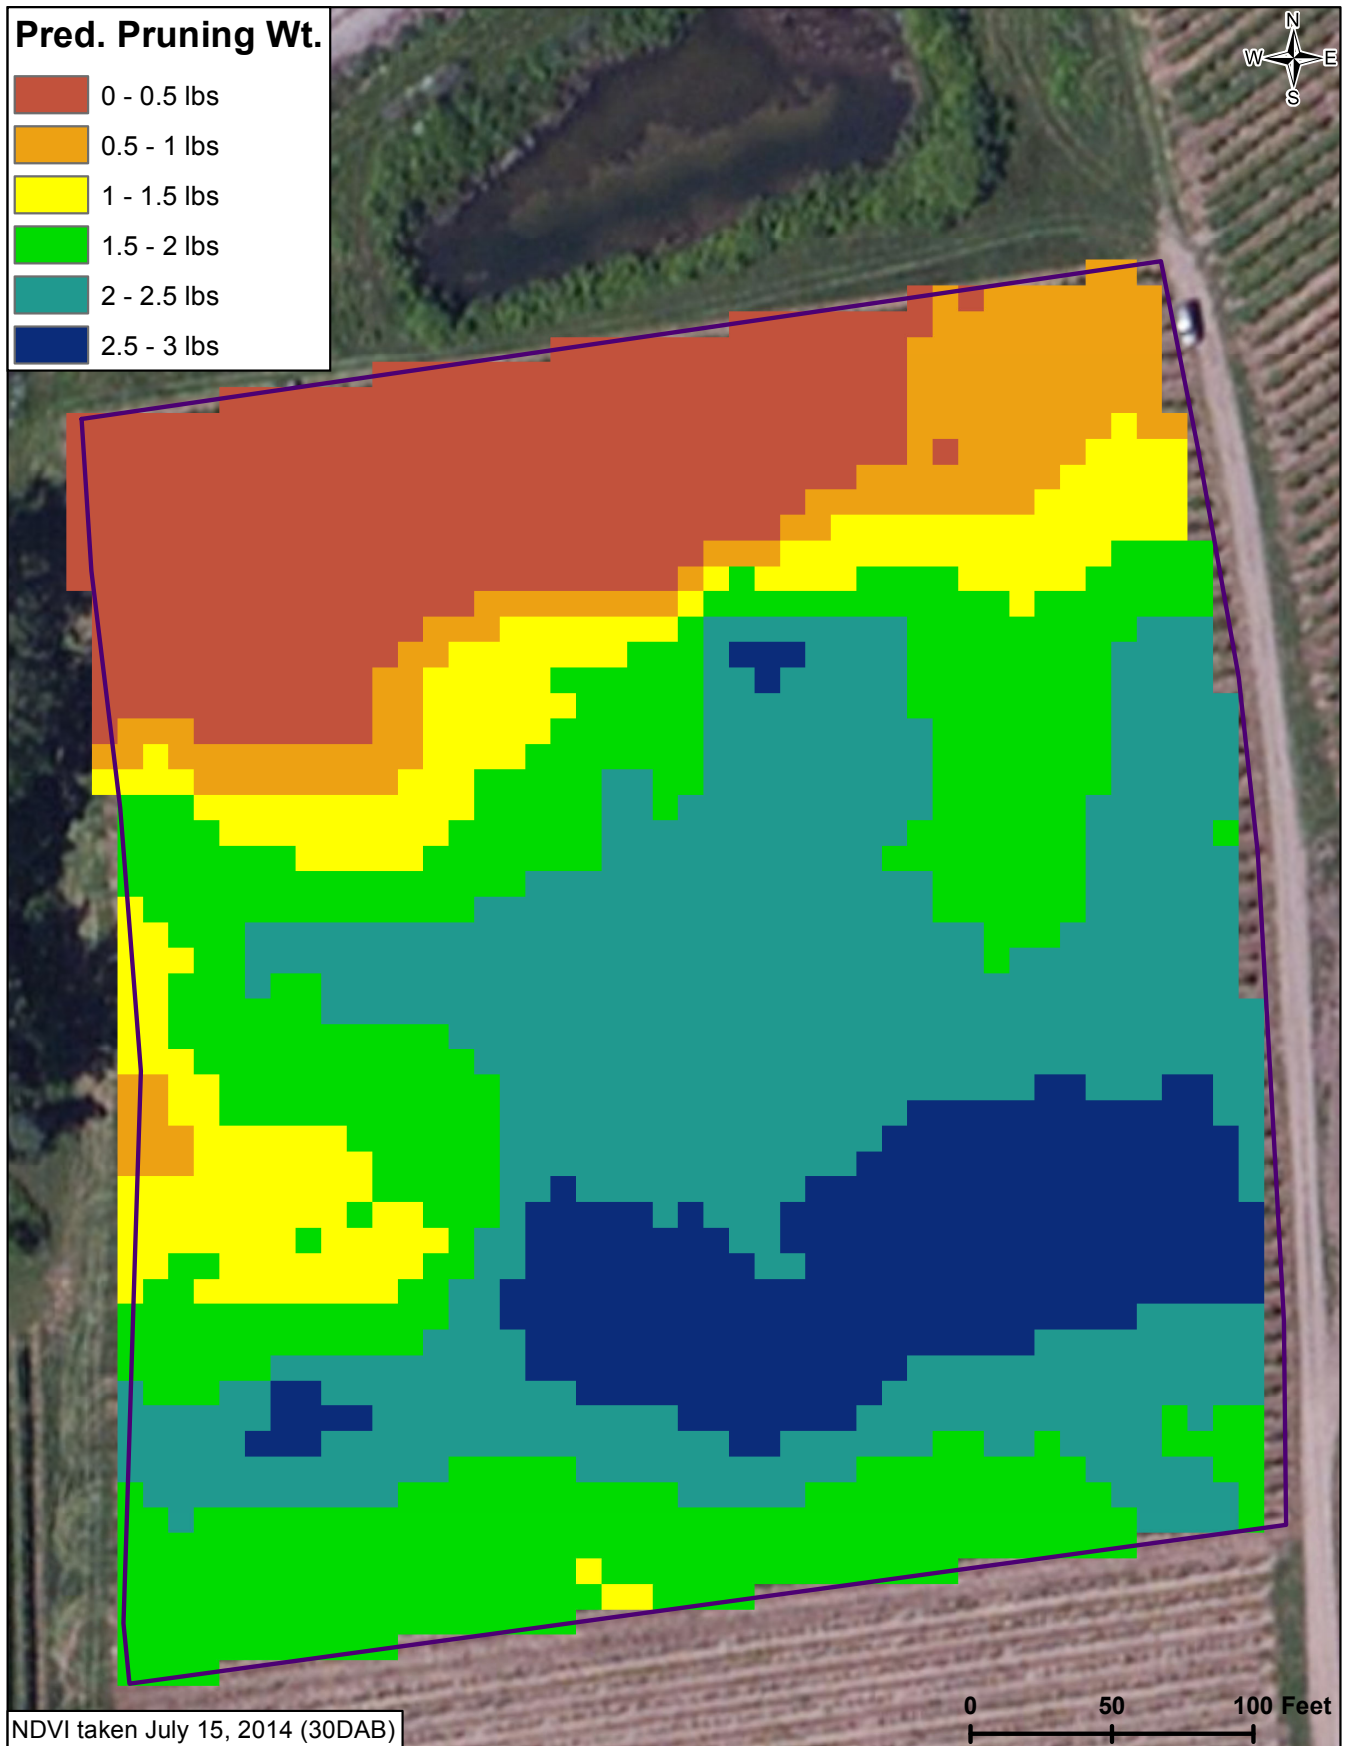 Pred. Pruning Wt.
0 - 0.5 lbs
0.5 - 1 lbs
1 - 1.5 lbs
1.5 - 2 lbs
2 - 2.5 lbs
2.5 - 3 lbs
N
W E
S
0 50 100 Feet
NDVI taken July 15, 2014 (30DAB)